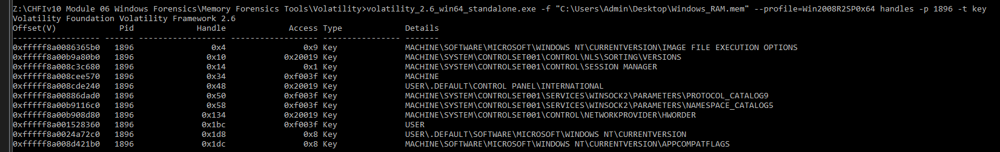 Z:\CHFIv10 Module 06 Windows Forensics\Memory Forensics Tools\Volatility>volatility_2.6_win64_standalone.exe -f "C:\Users\Admin\Desktop\Windows_RAM.mem" --profile=Win2008R2SP0x64 handles -p 1896 -t key
Volatility Foundation Volatility Framework 2.6
Offset(V) Pid Handle Access Type Details
------------------ ------ ------------------ ------------------ ---------------- -------
0xfffff8a0086365b0 1896 0x4 0x9 Key MACHINE\SOFTWARE\MICROSOFT\WINDOWS NT\CURRENTVERSION\IMAGE FILE EXECUTION OPTIONS
0xfffff8a00b9a80b0 1896 0x10 0x20019 Key MACHINE\SYSTEM\CONTROLSET001\CONTROL\NLS\SORTING\VERSIONS
0xfffff8a008c3c680 1896 0x14 0x1 Key MACHINE\SYSTEM\CONTROLSET001\CONTROL\SESSION MANAGER
0xfffff8a008cee570 1896 0x34 0xf003f Key MACHINE
0xfffff8a008cde240 1896 0x48 0x20019 Key USER\.DEFAULT\CONTROL PANEL\INTERNATIONAL
0xfffff8a00886dad0 1896 0x50 0xf003f Key MACHINE\SYSTEM\CONTROLSET001\SERVICES\WINSOCK2\PARAMETERS\PROTOCOL_CATALOG9
0xfffff8a00b9116c0 1896 0x58 0xf003f Key MACHINE\SYSTEM\CONTROLSET001\SERVICES\WINSOCK2\PARAMETERS\NAMESPACE_CATALOG5
0xfffff8a00b908d80 1896 0x134 0x20019 Key MACHINE\SYSTEM\CONTROLSET001\CONTROL\NETWORKPROVIDER\HWORDER
0xfffff8a001528360 1896 0x1bc 0xf003f Key USER
0xfffff8a0024a72c0 1896 0x1d8 0x8 Key USER\.DEFAULT\SOFTWARE\MICROSOFT\WINDOWS NT\CURRENTVERSION
0xfffff8a008d421b0 1896 0x1dc 0x8 Key MACHINE\SOFTWARE\MICROSOFT\WINDOWS NT\CURRENTVERSION\APPCOMPATFLAGS